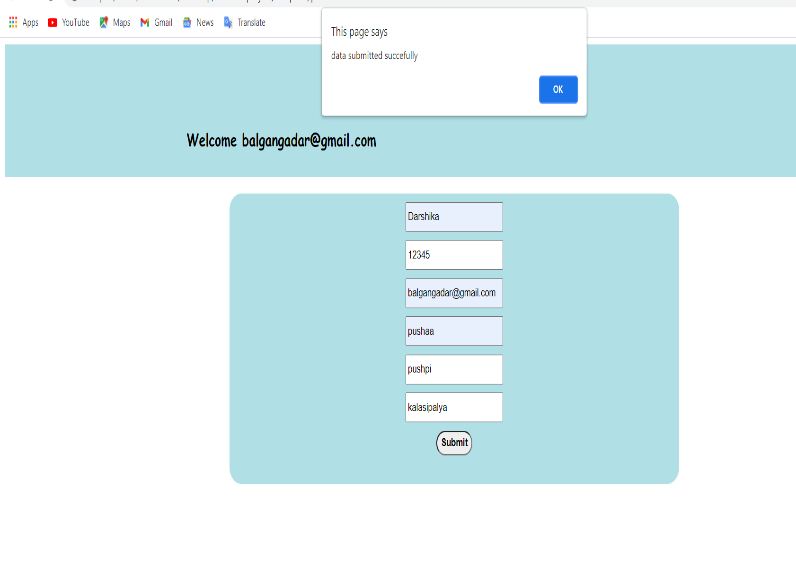 Apps YouTube Maps Gmail News Translate
This page says
data submitted succefully
OK
Welcome balgangadar@gmail.com
Darshika
12345
balgangadar@gmail.com
pushaa
pushpi
kalasipalya
Submit